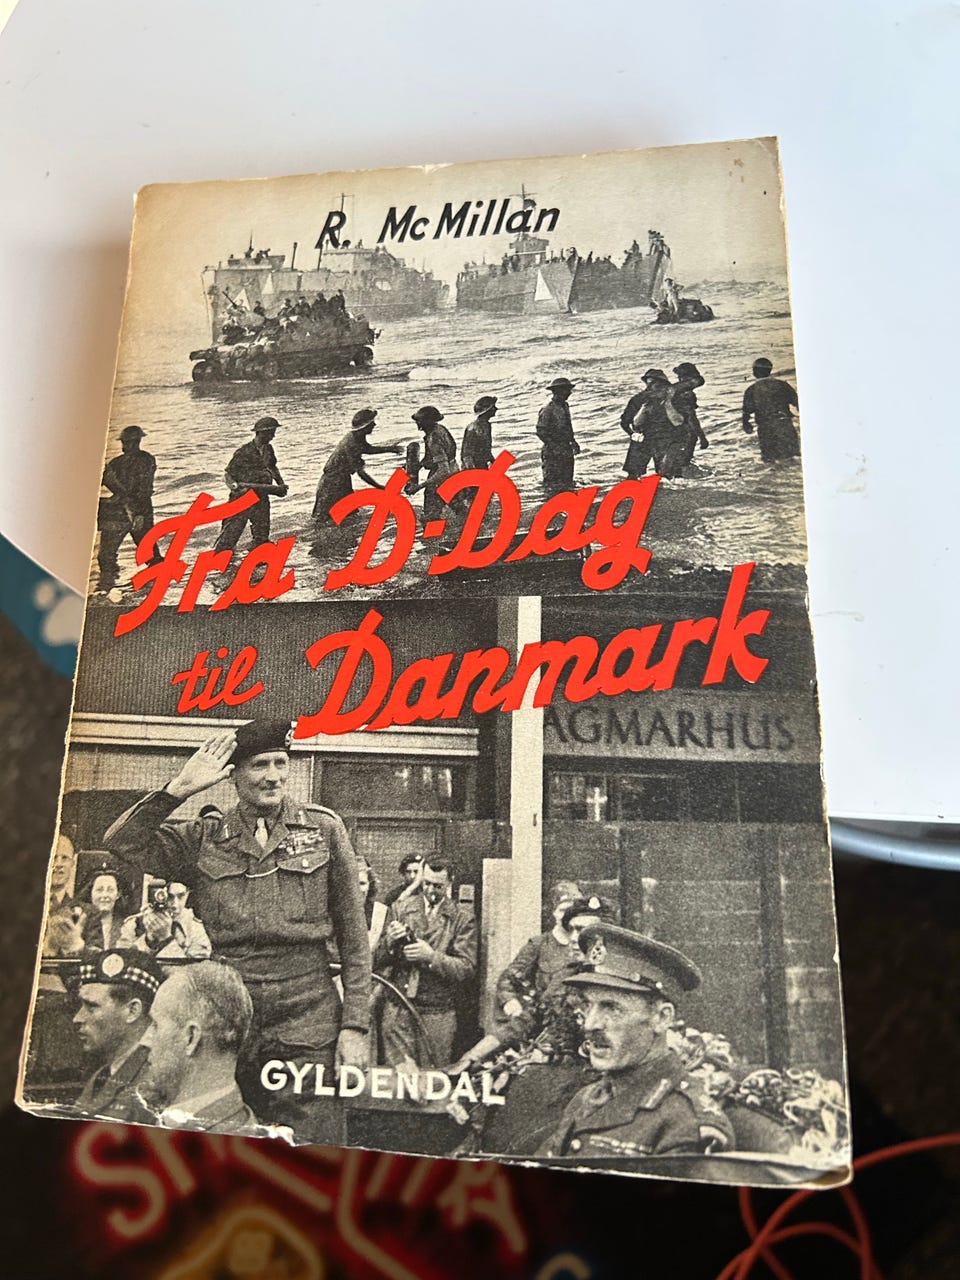 R. McMillan
Fra D-Dag
til Danmark
AGMARHUS
GYLDENDAL